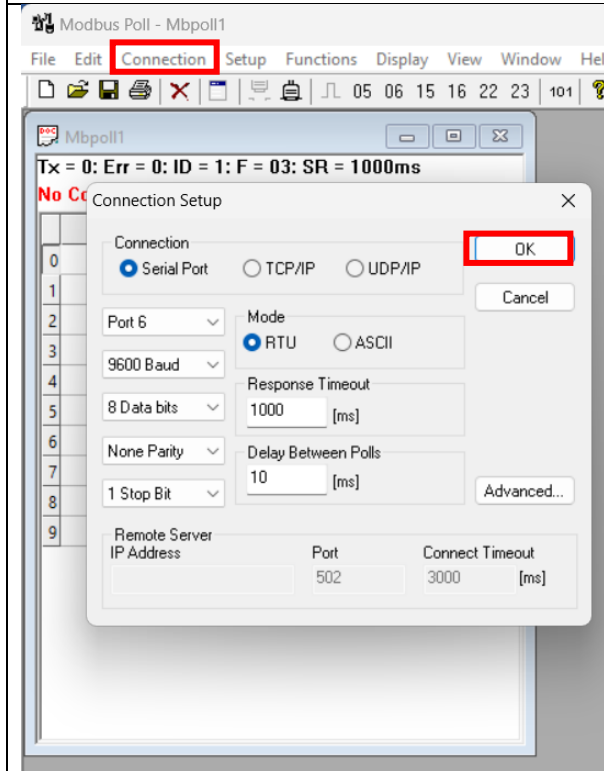 Modbus Poll - Mbpoll1
File Edit Connection Setup Functions Display View Window Hel
05 06 15 16 22 23 101
DOC Mbpoll1
Tx = 0: Err = 0: ID = 1: F = 03: SR = 1000ms
No Co
Connection Setup
Connection
Serial Port TCP/IP UDP/IP
OK
Cancel
Port 6
Mode
RTU ASCII
9600 Baud
Response Timeout
8 Data bits
1000 [ms]
None Parity
Delay Between Polls
10 [ms]
1 Stop Bit
Advanced...
Remote Server
IP Address Port Connect Timeout
502 3000 [ms]
0
1
2
3
4
5
6
7
8
9